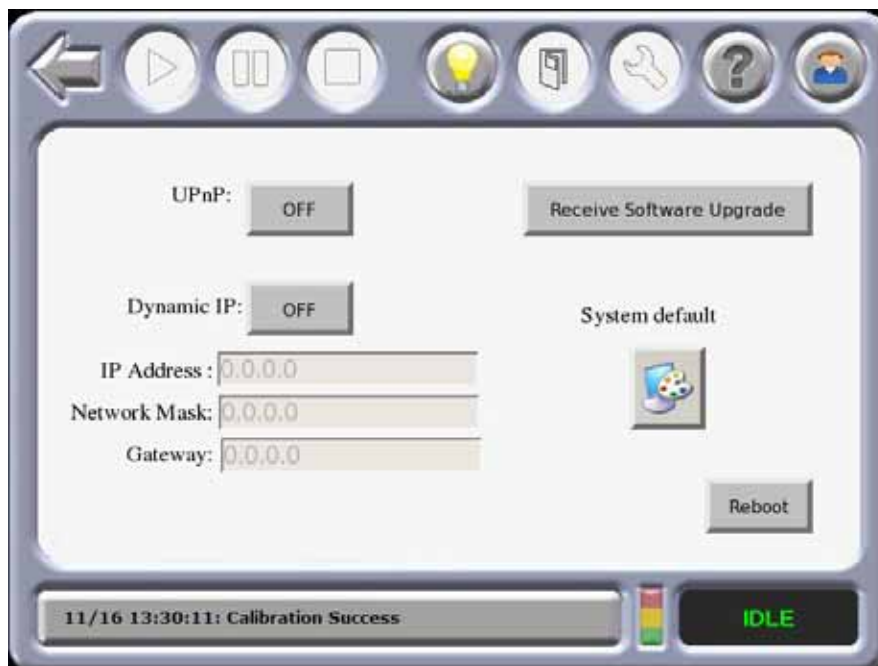 UPnP: OFF
Receive Software Upgrade
Dynamic IP: OFF
System default
IP Address : 0.0.0.0
Network Mask: 0.0.0.0
Gateway: 0.0.0.0
Reboot
11/16 13:30:11: Calibration Success
IDLE